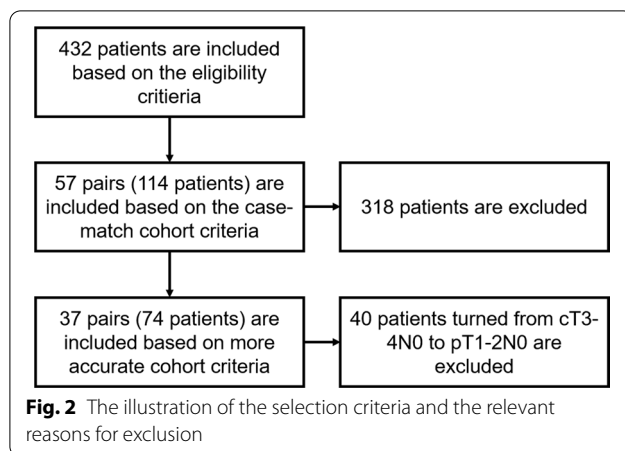 432 patients are included
based on the eligibility
critieria
57 pairs (114 patients) are
included based on the case-
match cohort criteria
318 patients are excluded
37 pairs (74 patients) are
included based on more
accurate cohort criteria
40 patients turned from cT3-
4N0 to pT1-2N0 are
excluded
Fig. 2 The illustration of the selection criteria and the relevant
reasons for exclusion